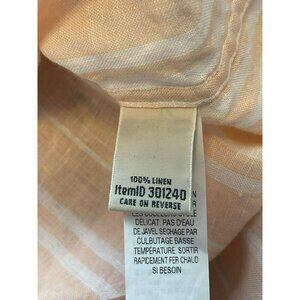 100% LINEN
ItemID 301240
CARE ON REVERSE
N
DELICAT. PAS D'EAU
DE JAVEL SECHAGE PAR
CULBUTAGE BASSE
TEMPÉRATURE. SORTIR
RAPIDEMENT FER CHAUD
SI BESOIN